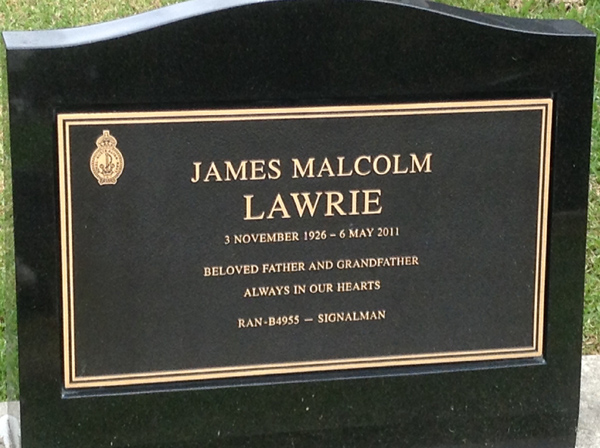 JAMES MALCOLM
LAWRIE
3 NOVEMBER 1926 – 6 MAY 2011
BELOVED FATHER AND GRANDFATHER
ALWAYS IN OUR HEARTS
RAN-B4955 — SIGNALMAN